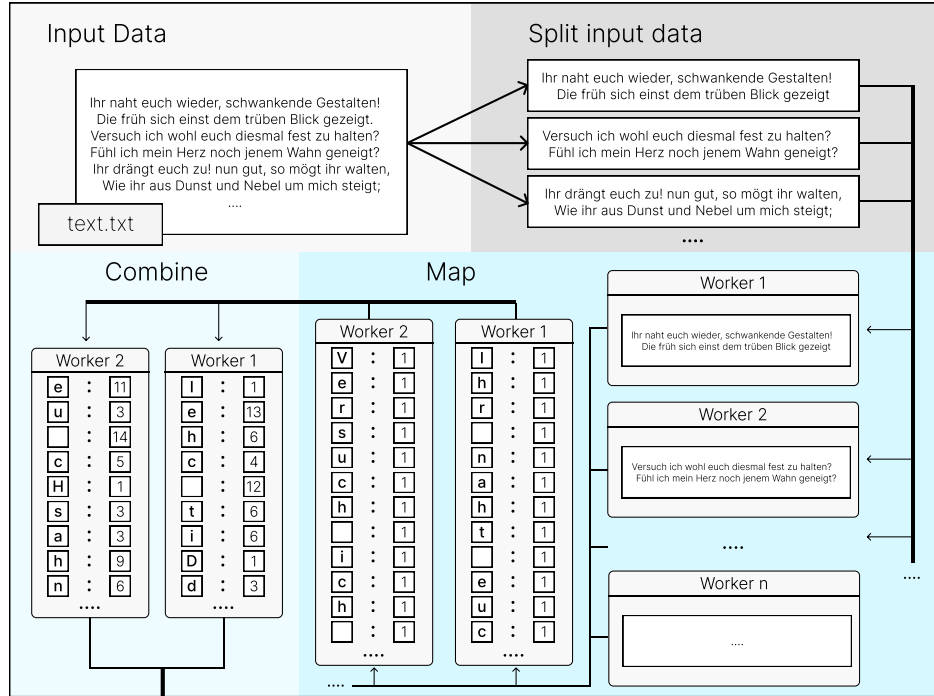 Input Data
Ihr naht euch wieder, schwankende Gestalten!
Die früh sich einst dem trüben Blick gezeigt.
Versuch ich wohl euch diesmal fest zu halten?
Fühl ich mein Herz noch jenem Wahn geneigt?
Ihr drängt euch zu! nun gut, so mögt ihr walten,
Wie ihr aus Dunst und Nebel um mich steigt;
....
text.txt
Split input data
Ihr naht euch wieder, schwankende Gestalten!
Die früh sich einst dem trüben Blick gezeigt
Versuch ich wohl euch diesmal fest zu halten?
Fühl ich mein Herz noch jenem Wahn geneigt?
Ihr drängt euch zu! nun gut, so mögt ihr walten,
Wie ihr aus Dunst und Nebel um mich steigt;
....
Combine
Worker 2
e : 11
u : 3
: 14
c : 5
H : 1
s : 3
a : 3
h : 9
n : 6
....
Worker 1
I : 1
e : 13
h : 6
c : 4
: 12
t : 6
i : 6
D : 1
d : 3
....
Map
Worker 2
V : 1
e : 1
r : 1
s : 1
u : 1
c : 1
h : 1
: 1
i : 1
c : 1
h : 1
: 1
....
Worker 1
I : 1
h : 1
r : 1
: 1
n : 1
a : 1
h : 1
t : 1
: 1
e : 1
u : 1
c : 1
....
....
Worker 1
Ihr naht euch wieder, schwankende Gestalten!
Die früh sich einst dem trüben Blick gezeigt
Worker 2
Versuch ich wohl euch diesmal fest zu halten?
Fühl ich mein Herz noch jenem Wahn geneigt?
....
....
Worker n
....